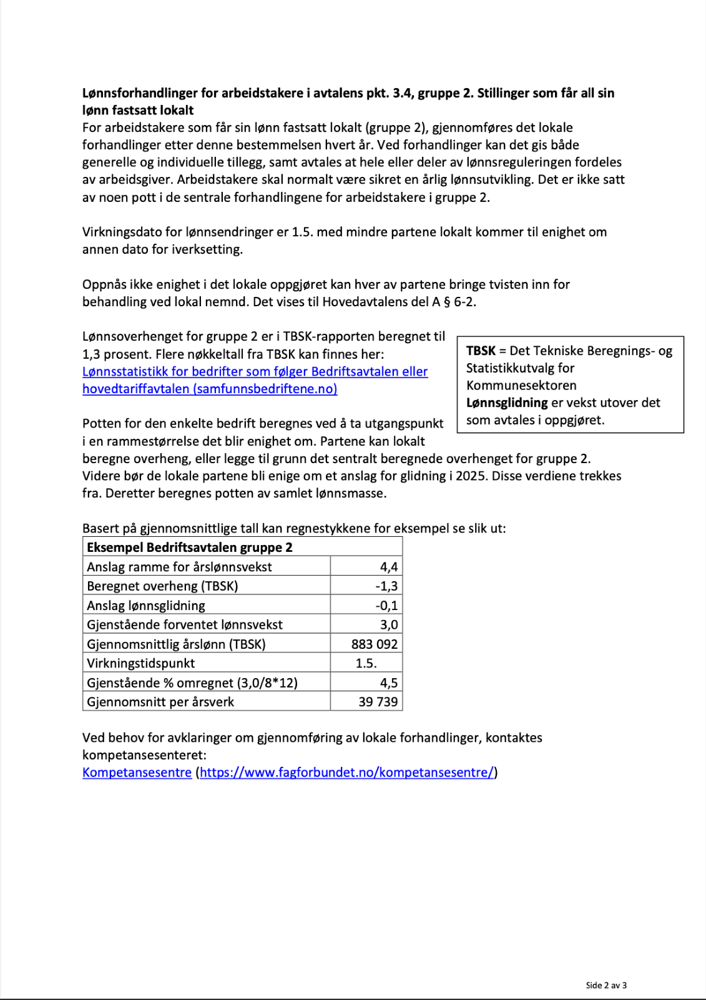 Lønnsforhandlinger for arbeidstakere i avtalens pkt. 3.4, gruppe 2. Stillinger som får all sin
lønn fastsatt lokalt
For arbeidstakere som får sin lønn fastsatt lokalt (gruppe 2), gjennomføres det lokale
forhandlinger etter denne bestemmelsen hvert år. Ved forhandlinger kan det gis både
generelle og individuelle tillegg, samt avtales at hele eller deler av lønnsreguleringen fordeles
av arbeidsgiver. Arbeidstakere skal normalt være sikret en årlig lønnsutvikling. Det er ikke satt
av noen pott i de sentrale forhandlingene for arbeidstakere i gruppe 2.
Virkningsdato for lønnsendringer er 1.5. med mindre partene lokalt kommer til enighet om
annen dato for iverksetting.
Oppnås ikke enighet i det lokale oppgjøret kan hver av partene bringe tvisten inn for
behandling ved lokal nemnd. Det vises til Hovedavtalens del A § 6-2.
Lønnsoverhenget for gruppe 2 er i TBSK-rapporten beregnet til
1,3 prosent. Flere nøkkeltall fra TBSK kan finnes her:
Lønnsstatistikk for bedrifter som følger Bedriftsavtalen eller
hovedtariffavtalen (samfunnsbedriftene.no)
TBSK = Det Tekniske Beregnings- og
Statistikkutvalg for
Kommunesektoren
Lønnsglidning er vekst utover det
som avtales i oppgjøret.
Potten for den enkelte bedrift beregnes ved å ta utgangspunkt
i en rammestørrelse det blir enighet om. Partene kan lokalt
beregne overheng, eller legge til grunn det sentralt beregnede overhenget for gruppe 2.
Videre bør de lokale partene bli enige om et anslag for glidning i 2025. Disse verdiene trekkes
fra. Deretter beregnes potten av samlet lønnsmasse.
Basert på gjennomsnittlige tall kan regnestykkene for eksempel se slik ut:
Eksempel Bedriftsavtalen gruppe 2
Anslag ramme for årslønnsvekst 4,4
Beregnet overheng (TBSK) -1,3
Anslag lønnsglidning -0,1
Gjenstående forventet lønnsvekst 3,0
Gjennomsnittlig årslønn (TBSK) 883 092
Virkningstidspunkt 1.5.
Gjenstående % omregnet (3,0/8*12) 4,5
Gjennomsnitt per årsverk 39 739
Ved behov for avklaringer om gjennomføring av lokale forhandlinger, kontaktes
kompetansesenteret:
Kompetansesentre (https://www.fagforbundet.no/kompetansesentre/)
Side 2 av 3